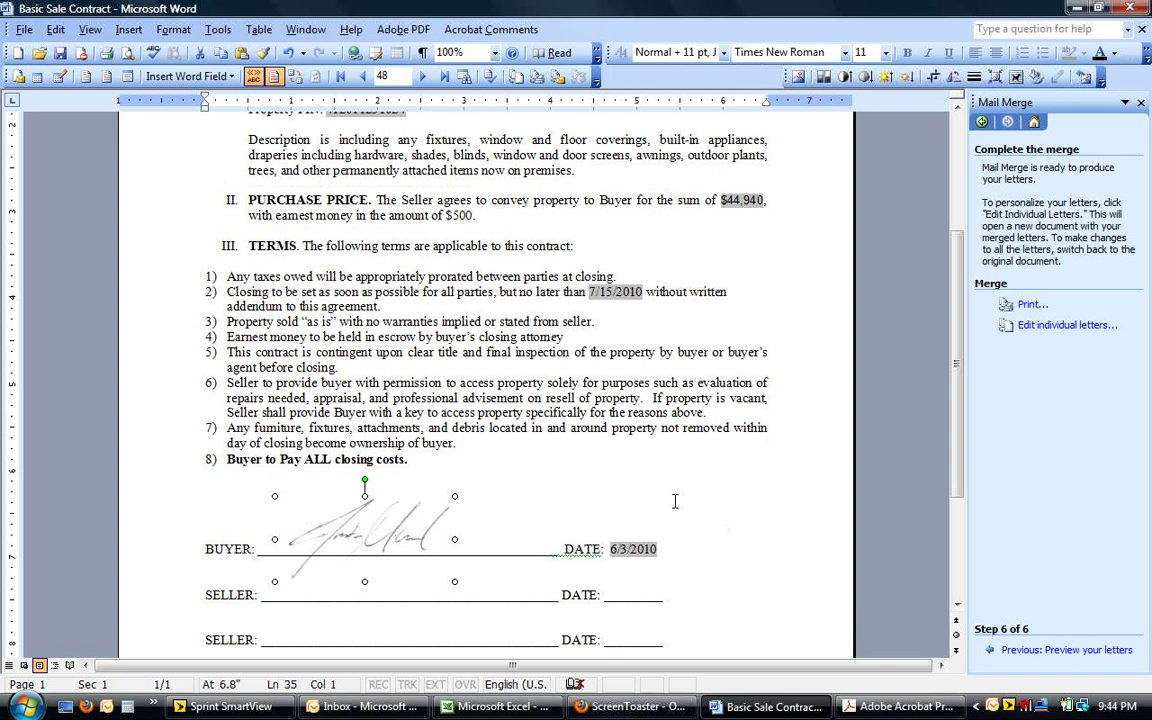 Basic Sale Contract - Microsoft Word
File Edit View Insert Format Tools Table Window Help Adobe PDF Acrobat Comments
Type a question for help
100% Read Normal + 11 pt, J Times New Roman 11 B I U A
Insert Word Field ABC 48
1 1 2 3 4 5 6 7
Mail Merge
Complete the merge
Mail Merge is ready to produce
your letters.
To personalize your letters, click
"Edit Individual Letters." This will
open a new document with your
merged letters. To make changes
to all the letters, switch back to the
original document.
Merge
Print...
Edit individual letters...
Step 6 of 6
Previous: Preview your letters
Description is including any fixtures, window and floor coverings, built-in appliances,
draperies including hardware, shades, blinds, window and door screens, awnings, outdoor plants,
trees, and other permanently attached items now on premises.
II. PURCHASE PRICE. The Seller agrees to convey property to Buyer for the sum of $44,940,
with earnest money in the amount of $500.
III. TERMS. The following terms are applicable to this contract:
1) Any taxes owed will be appropriately prorated between parties at closing.
2) Closing to be set as soon as possible for all parties, but no later than 7/15/2010 without written
addendum to this agreement.
3) Property sold “as is” with no warranties implied or stated from seller.
4) Earnest money to be held in escrow by buyer’s closing attorney
5) This contract is contingent upon clear title and final inspection of the property by buyer or buyer’s
agent before closing.
6) Seller to provide buyer with permission to access property solely for purposes such as evaluation of
repairs needed, appraisal, and professional advisement on resell of property. If property is vacant,
Seller shall provide Buyer with a key to access property specifically for the reasons above.
7) Any furniture, fixtures, attachments, and debris located in and around property not removed within
day of closing become ownership of buyer.
8) Buyer to Pay ALL closing costs.
BUYER: DATE: 6/3/2010
SELLER: DATE:
SELLER: DATE:
Page 1 Sec 1 1/1 At 6.8" Ln 35 Col 1 REC TRK EXT OVR English (U.S.
Sprint SmartView Inbox - Microsoft ... Microsoft Excel - ... ScreenToaster - O... Basic Sale Contrac... Adobe Acrobat Pr... 9:44 PM